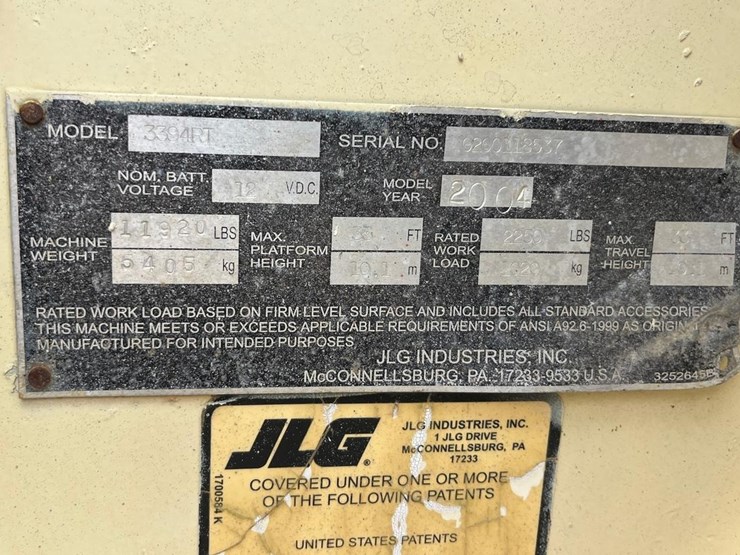 MODEL 3394RT SERIAL NO.
NOM. BATT. VOLTAGE 12 V.D.C. MODEL YEAR 2004
MACHINE WEIGHT 11920 LBS MAX. PLATFORM HEIGHT FT RATED WORK LOAD LBS MAX. TRAVEL HEIGHT FT
5405 kg 10.1 m kg m
RATED WORK LOAD BASED ON FIRM LEVEL SURFACE AND INCLUDES ALL STANDARD ACCESSORIES
THIS MACHINE MEETS OR EXCEEDS APPLICABLE REQUIREMENTS OF ANSI A92.6-1999 AS
MANUFACTURED FOR INTENDED PURPOSES
JLG INDUSTRIES, INC.
McCONNELLSBURG, PA. 17233-9533 U.S.A.
JLG
JLG INDUSTRIES, INC.
1 JLG DRIVE
McCONNELLSBURG, PA
17233
COVERED UNDER ONE OR MORE
OF THE FOLLOWING PATENTS
UNITED STATES PATENTS
1700584 K